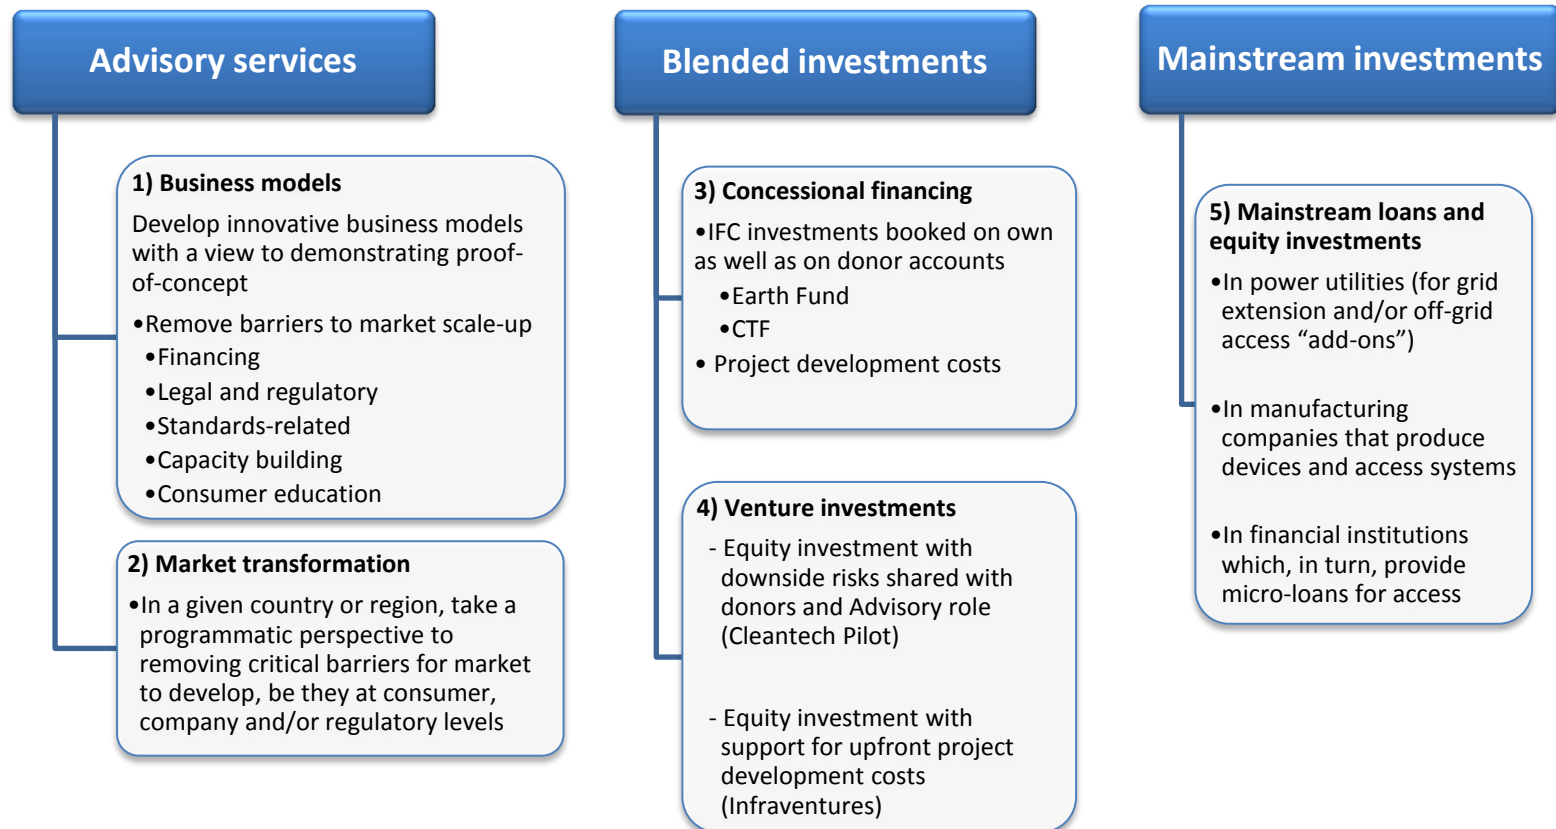 Advisory services
1) Business models
Develop innovative business models
with a view to demonstrating proof-
of-concept
•Remove barriers to market scale-up
•Financing
•Legal and regulatory
•Standards-related
•Capacity building
•Consumer education
2) Market transformation
•In a given country or region, take a
programmatic perspective to
removing critical barriers for market
to develop, be they at consumer,
company and/or regulatory levels
Blended investments
3) Concessional financing
•IFC investments booked on own
as well as on donor accounts
•Earth Fund
•CTF
• Project development costs
4) Venture investments
- Equity investment with
downside risks shared with
donors and Advisory role
(Cleantech Pilot)
- Equity investment with
support for upfront project
development costs
(Infraventures)
Mainstream investments
5) Mainstream loans and
equity investments
•In power utilities (for grid
extension and/or off-grid
access “add-ons”)
•In manufacturing
companies that produce
devices and access systems
•In financial institutions
which, in turn, provide
micro-loans for access